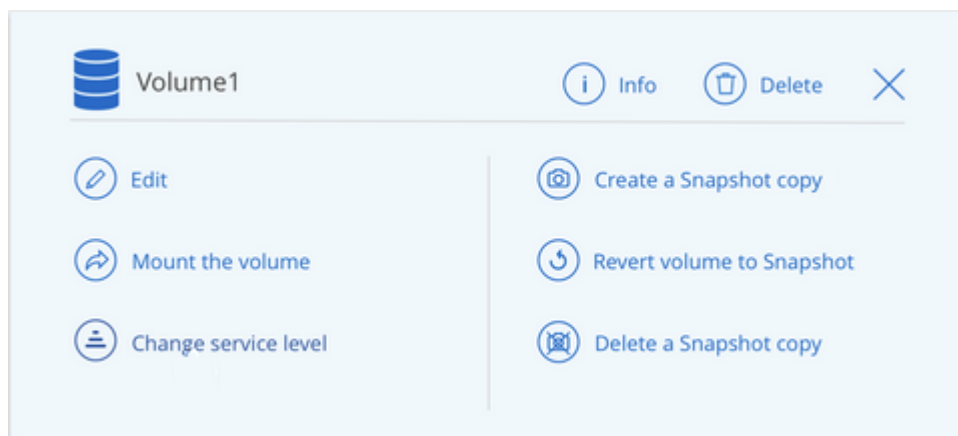 Volume1
Info
Delete
Edit
Mount the volume
Change service level
Create a Snapshot copy
Revert volume to Snapshot
Delete a Snapshot copy